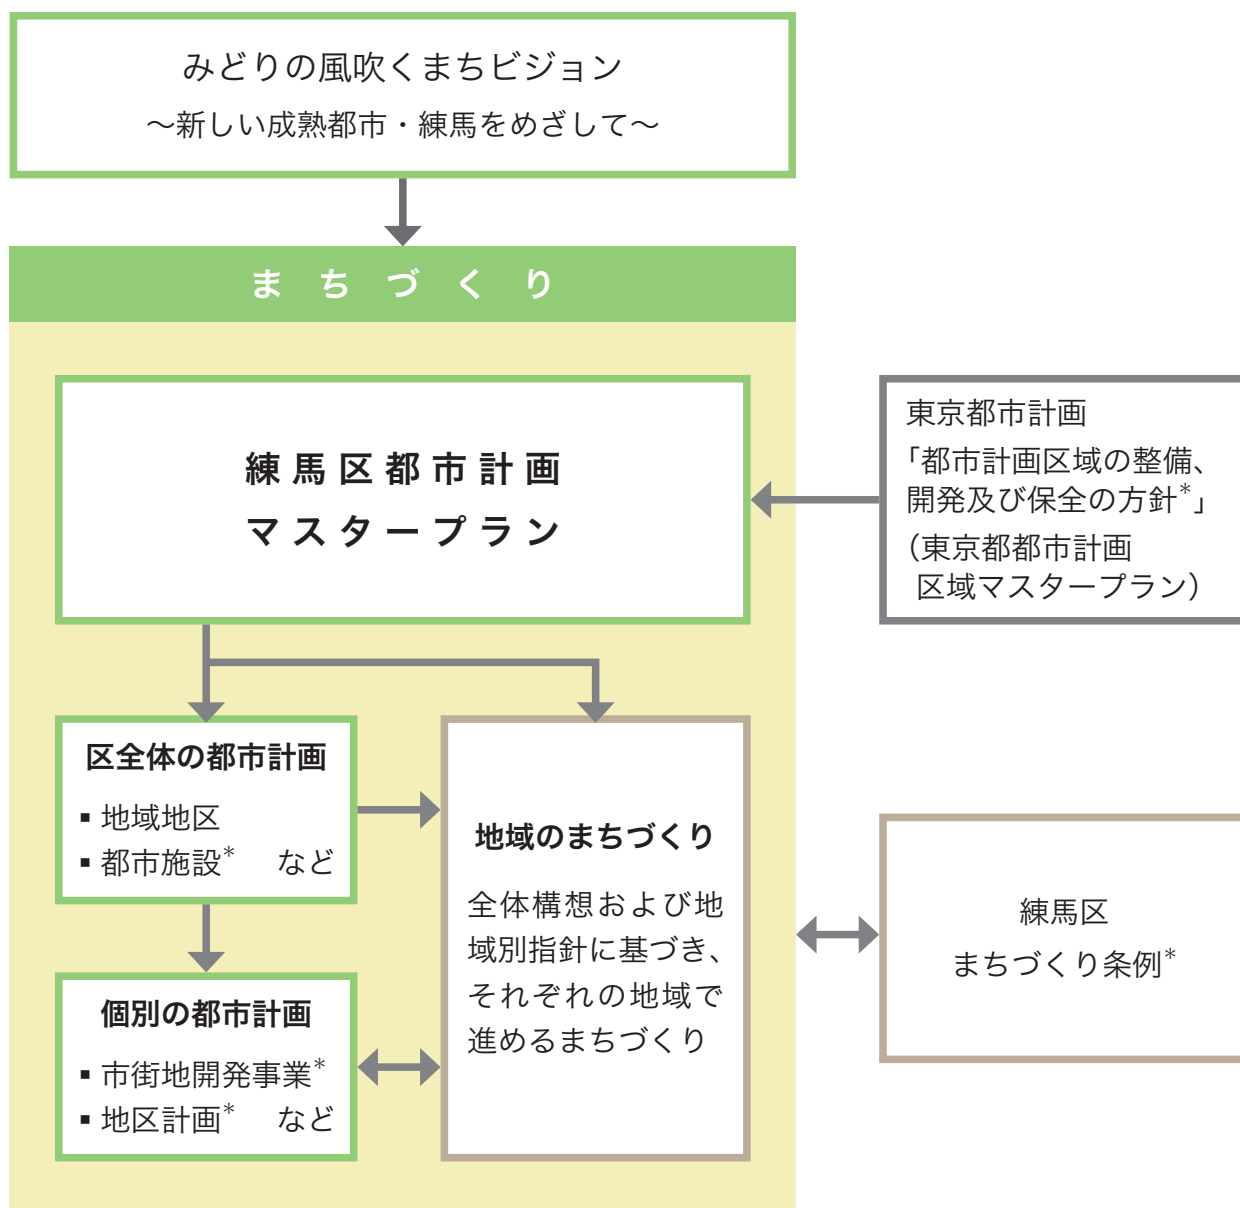 みどりの風吹くまちビジョン
〜新しい成熟都市・練馬をめざして〜
まちづくり
練馬区都市計画
マスタープラン
東京都市計画
「都市計画区域の整備、
開発及び保全の方針*」
（東京都都市計画
区域マスタープラン）
区全体の都市計画
▪地域地区
▪都市施設*　など
地域のまちづくり
全体構想および地
域別指針に基づき、
それぞれの地域で
進めるまちづくり
練馬区
まちづくり条例*
個別の都市計画
▪市街地開発事業*
▪地区計画*　など